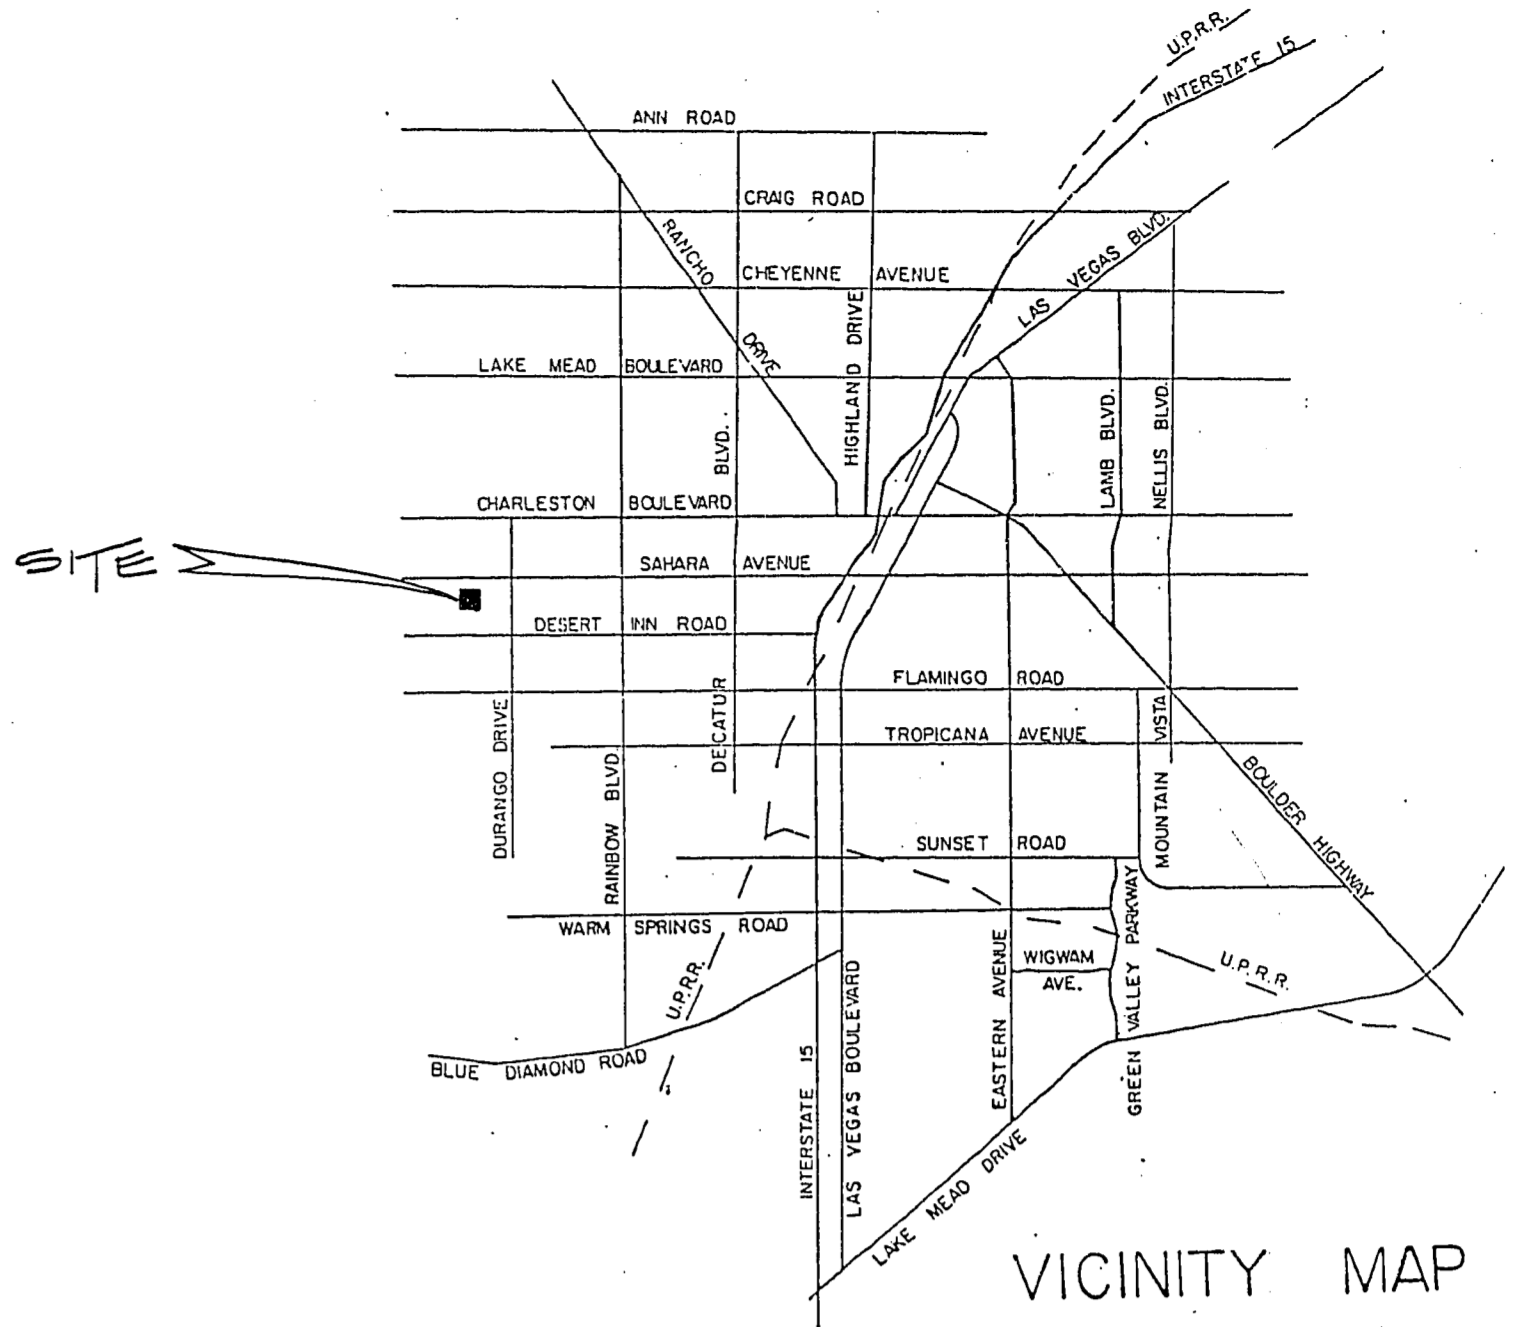 U.P.R.R.
INTERSTATE 15
ANN ROAD
CRAIG ROAD
RANCHO DRIVE
LAS VEGAS BLVD.
CHEYENNE AVENUE
HIGHLAND DRIVE
LAKE MEAD BOULEVARD
LAMB BLVD.
NELLIS BLVD.
DECATUR BLVD.
CHARLESTON BOULEVARD
SITE
SAHARA AVENUE
DESERT INN ROAD
FLAMINGO ROAD
DURANGO DRIVE
TROPICANA AVENUE
MOUNTAIN VISTA
RAINBOW BLVD.
BOULDER HIGHWAY
SUNSET ROAD
WARM SPRINGS ROAD
GREEN VALLEY PARKWAY
EASTERN AVENUE
WIGWAM
AVE.
U.P.R.R.
U.P.R.R.
BLUE DIAMOND ROAD
INTERSTATE 15
LAS VEGAS BOULEVARD
LAKE MEAD DRIVE
VICINITY MAP